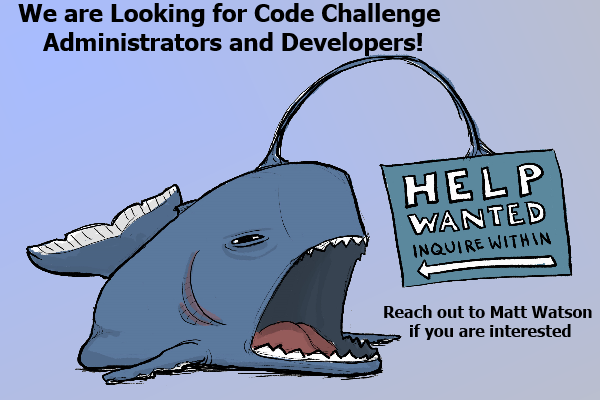 We are Looking for Code Challenge
Administrators and Developers!
HELP
WANTED
INQUIRE WITHIN
Reach out to Matt Watson
if you are interested